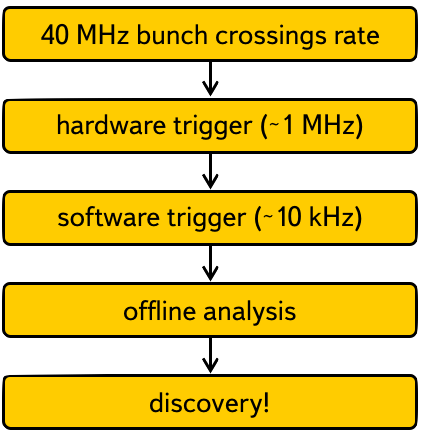 40 MHz bunch crossings rate
hardware trigger (~1 MHz)
software trigger (~10 kHz)
offline analysis
discovery!